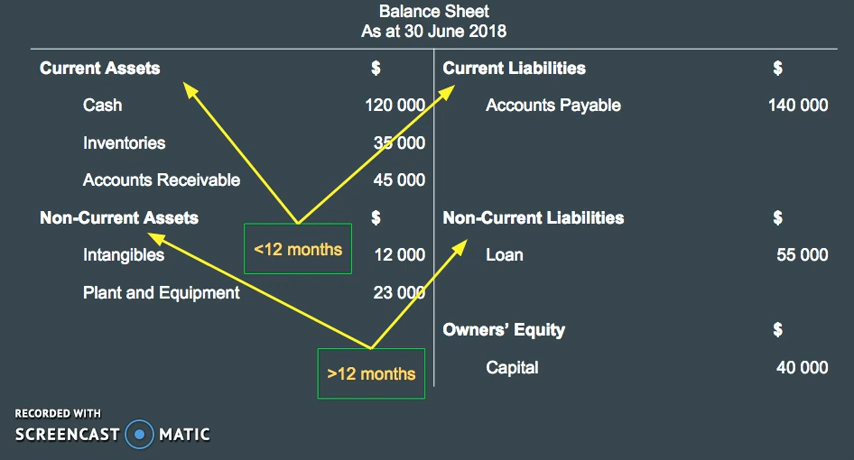 Balance Sheet
As at 30 June 2018
Current Assets $
Cash 120 000
Inventories 35 000
Accounts Receivable 45 000
Non-Current Assets $
Intangibles 12 000
Plant and Equipment 23 000
Current Liabilities $
Accounts Payable 140 000
Non-Current Liabilities $
Loan 55 000
Owners’ Equity $
Capital 40 000
<12 months
>12 months
RECORDED WITH
SCREENCAST MATIC